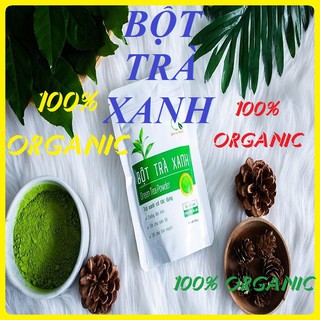 BỘT
TRÀ
XANH
100%
ORGANIC
100%
ORGANIC
BỘT TRÀ XANH
Green Tea Powder
100% ORGANIC